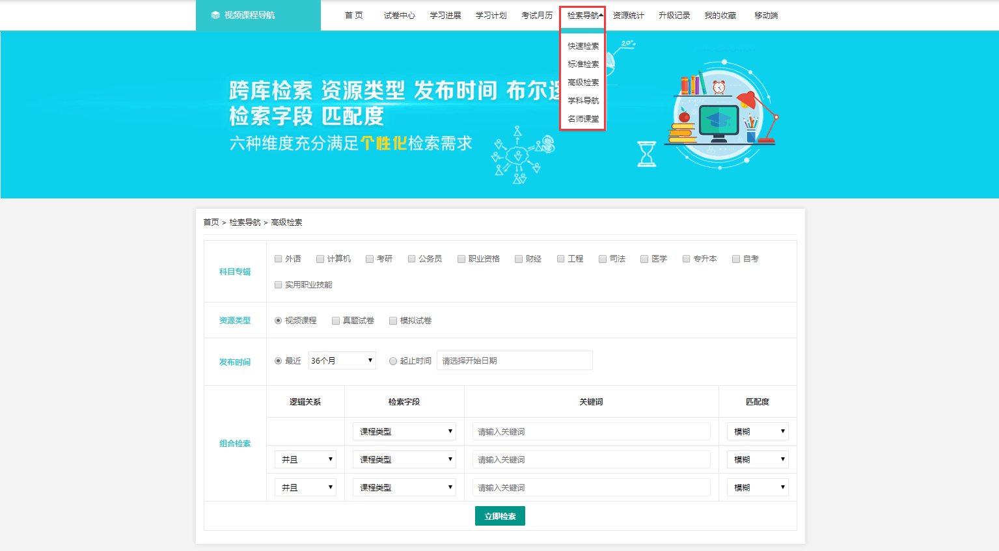 视频课程导航
首 页 试卷中心 学习进展 学习计划 考试月历 检索导航 资源统计 升级记录 我的收藏 移动端
快速检索
标准检索
高级检索
学科导航
名师课堂
20%
跨库检索 资源类型 发布时间 布尔
检索字段 匹配度
六种维度充分满足个性化检索需求
首页 > 检索导航 > 高级检索
科目专辑
外语 计算机 考研 公务员 职业资格 财经 工程 司法 医学 专升本 自考
实用职业技能
资源类型 视频课程 真题试卷 模拟试卷
发布时间 最近 36个月 起止时间 请选择开始日期
组合检索
逻辑关系 检索字段 关键词 匹配度
课程类型 请输入关键词 模糊
并且 课程类型 请输入关键词 模糊
并且 课程类型 请输入关键词 模糊
立即检索